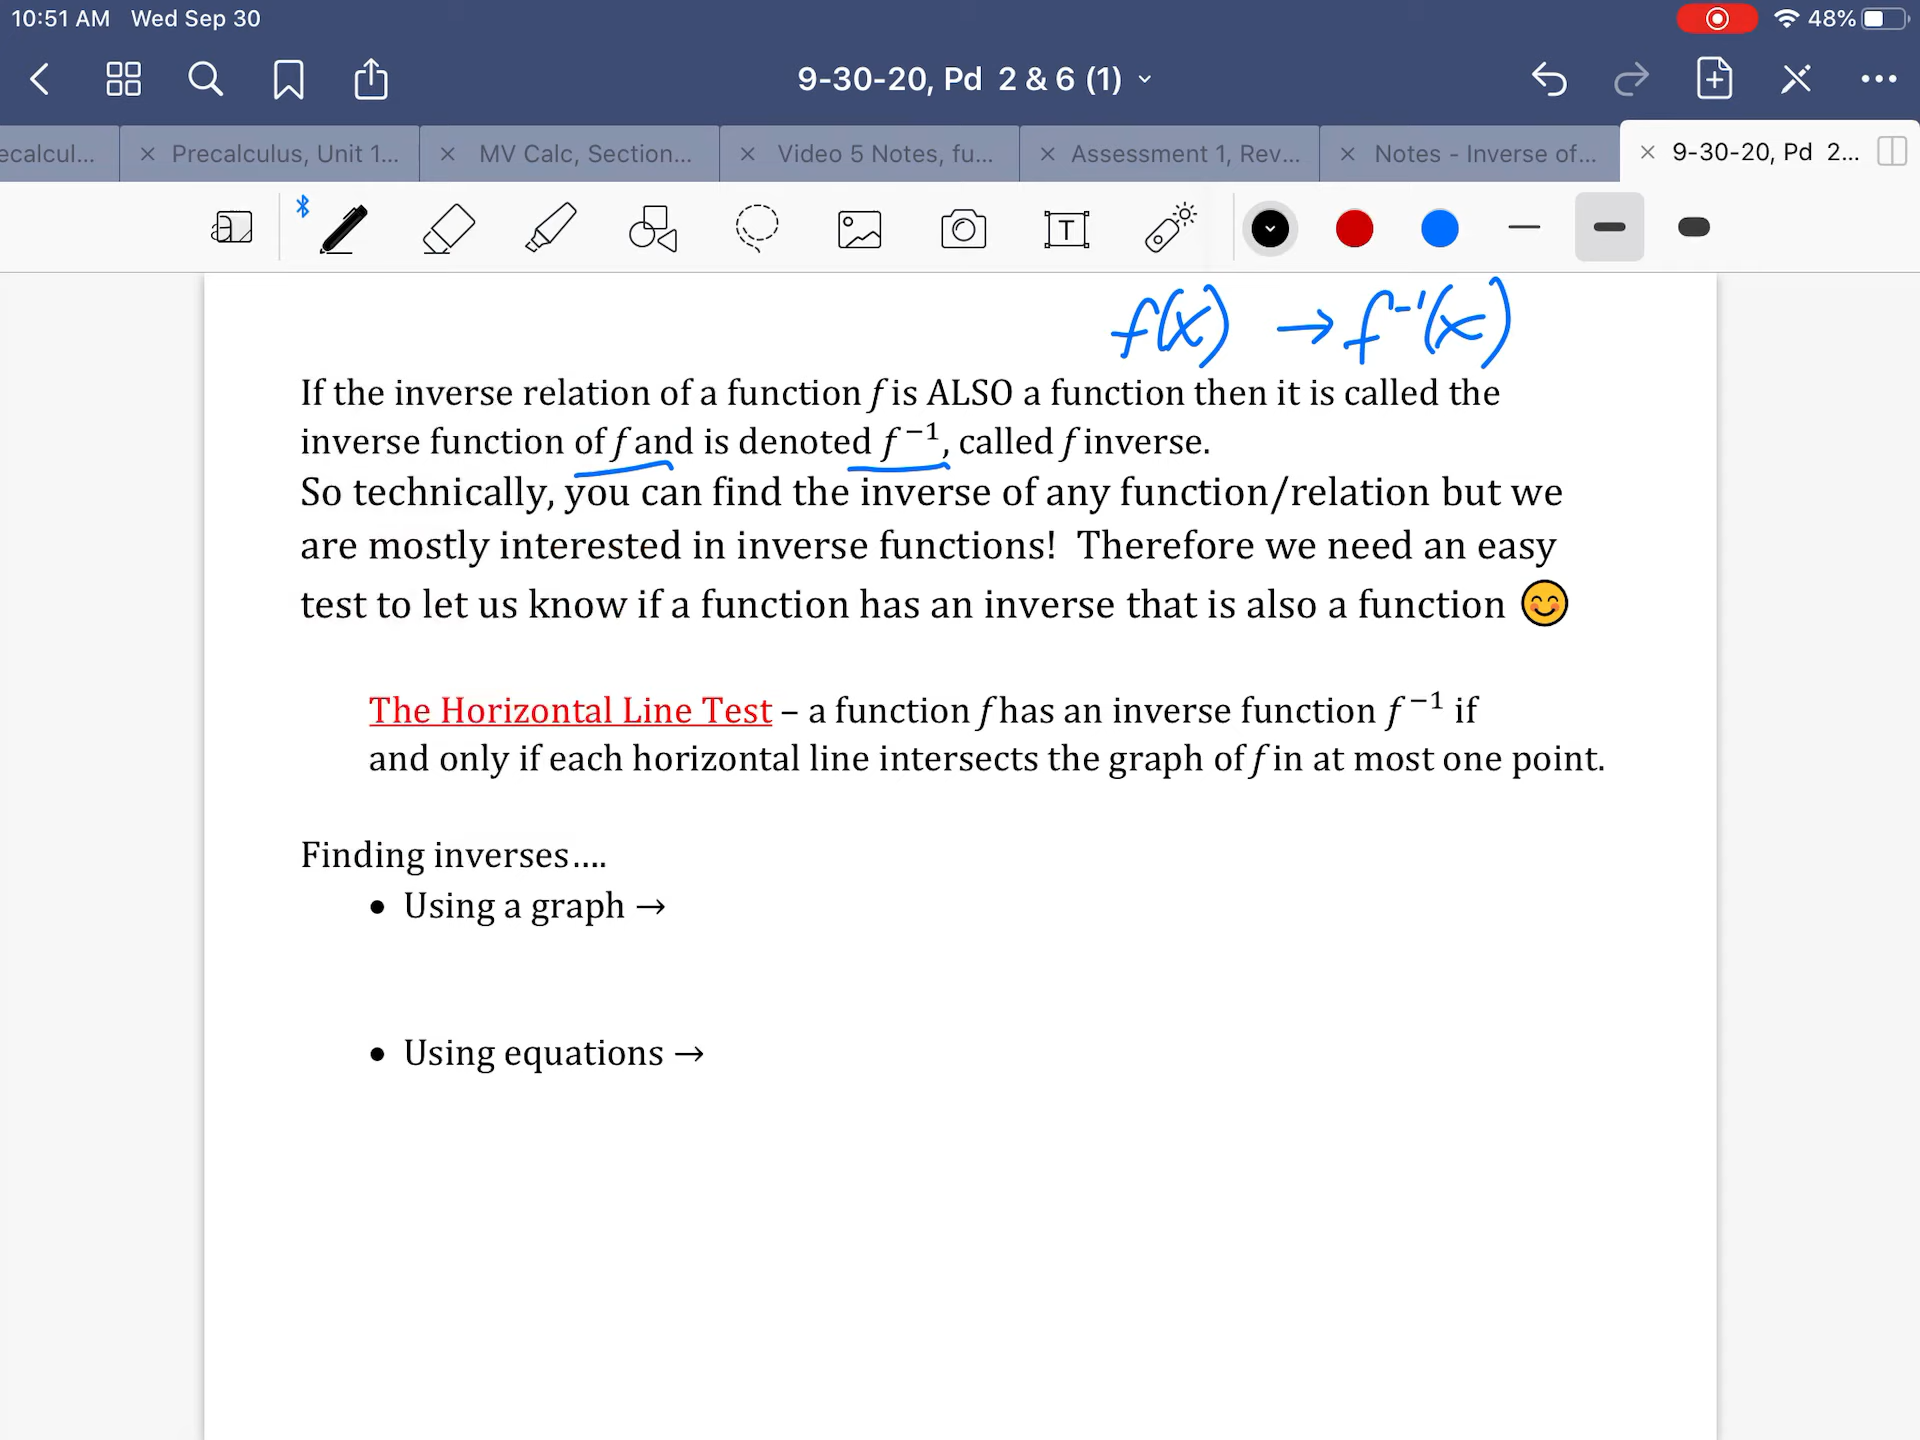 10:51 AM Wed Sep 30
48%
9-30-20, Pd 2 & 6 (1)
ecalcul... × Precalculus, Unit 1... × MV Calc, Section... × Video 5 Notes, fu... × Assessment 1, Rev... × Notes - Inverse of... × 9-30-20, Pd 2...
T
f(x) → f⁻¹(x)
If the inverse relation of a function f is ALSO a function then it is called the
inverse function of f and is denoted f⁻¹, called f inverse.
So technically, you can find the inverse of any function/relation but we
are mostly interested in inverse functions! Therefore we need an easy
test to let us know if a function has an inverse that is also a function 😊
The Horizontal Line Test – a function f has an inverse function f⁻¹ if
and only if each horizontal line intersects the graph of f in at most one point.
Finding inverses....
• Using a graph →
• Using equations →